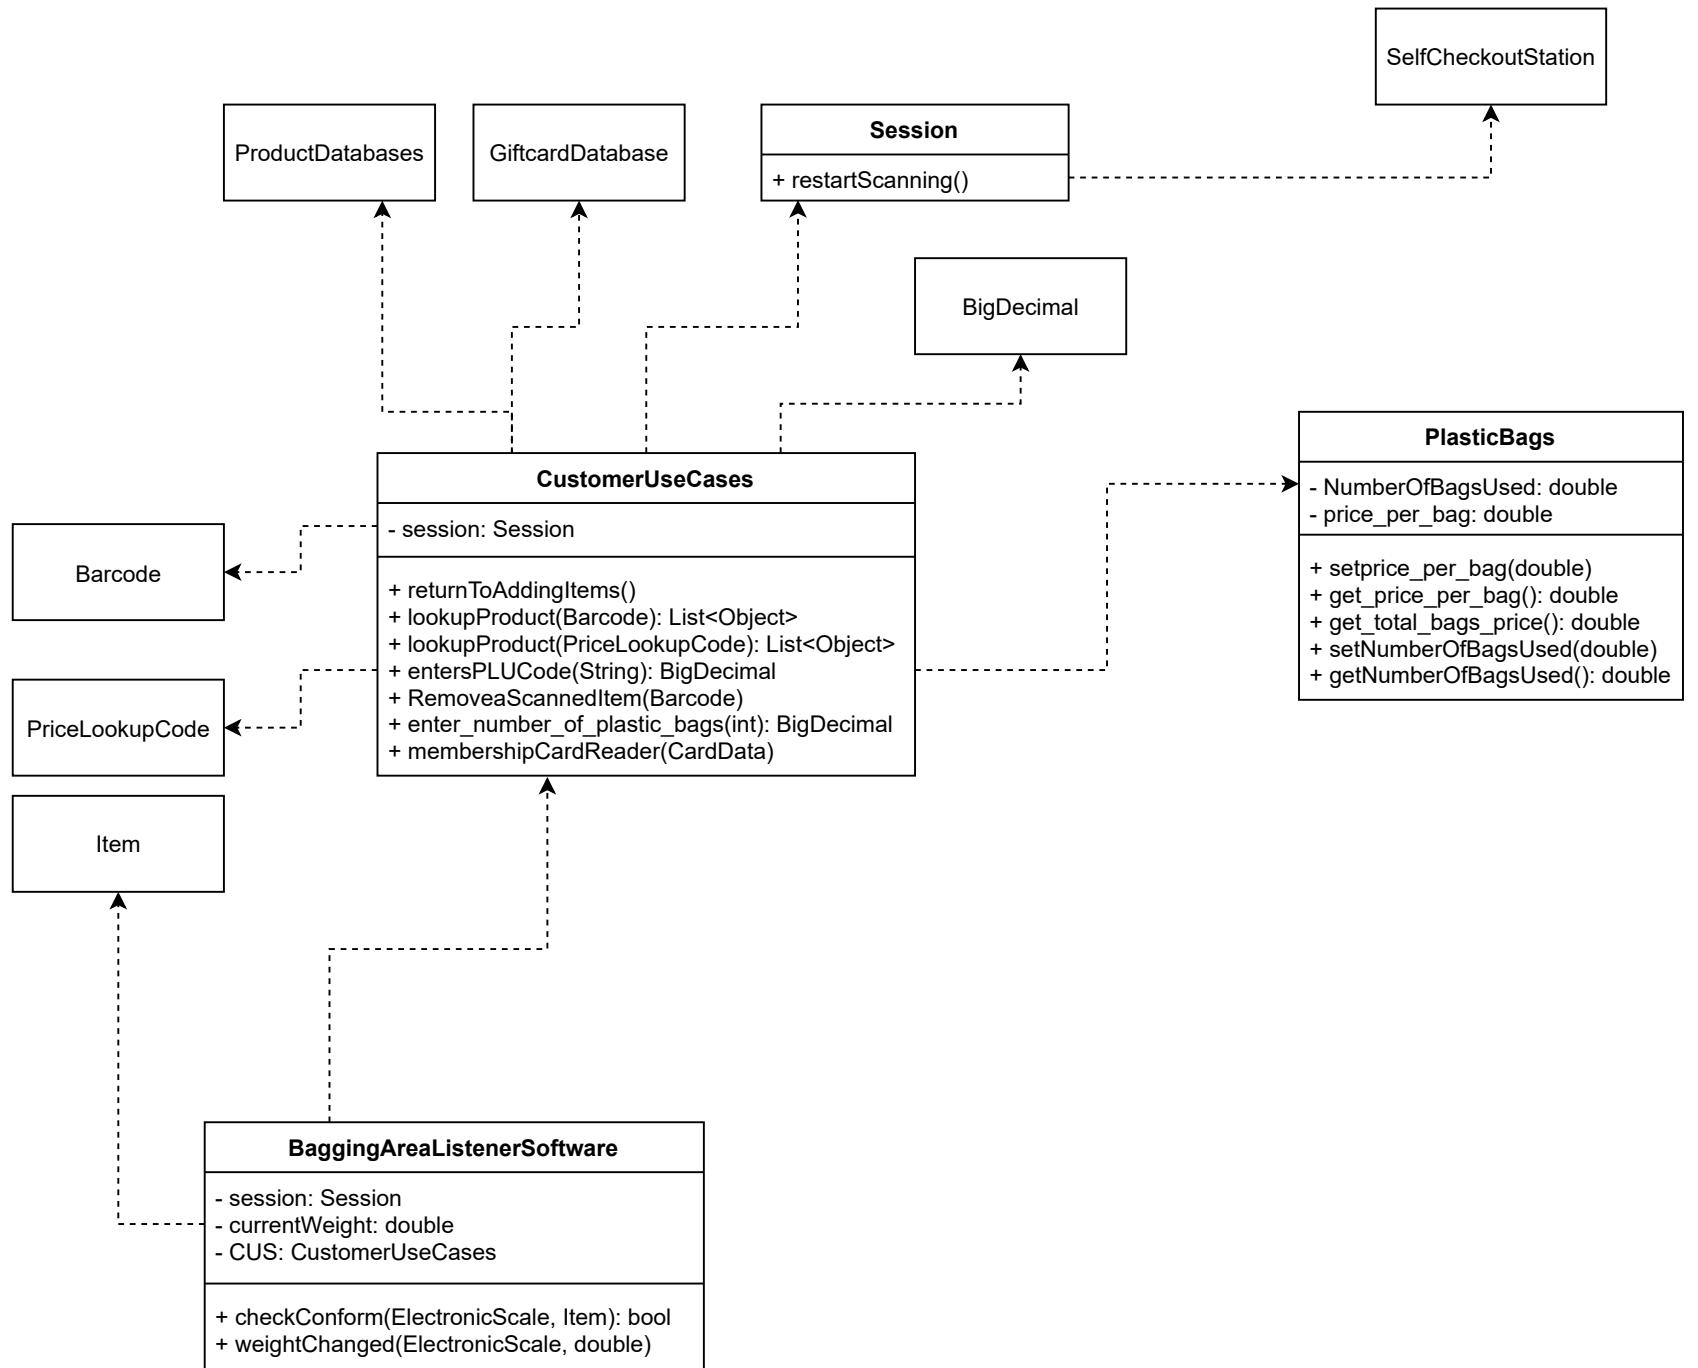 SelfCheckoutStation
ProductDatabases
GiftcardDatabase
Session
+ restartScanning()
BigDecimal
CustomerUseCases
- session: Session
+ returnToAddingItems()
+ lookupProduct(Barcode): List<Object>
+ lookupProduct(PriceLookupCode): List<Object>
+ entersPLUCode(String): BigDecimal
+ RemoveaScannedItem(Barcode)
+ enter_number_of_plastic_bags(int): BigDecimal
+ membershipCardReader(CardData)
PlasticBags
- NumberOfBagsUsed: double
- price_per_bag: double
+ setprice_per_bag(double)
+ get_price_per_bag(): double
+ get_total_bags_price(): double
+ setNumberOfBagsUsed(double)
+ getNumberOfBagsUsed(): double
Barcode
PriceLookupCode
Item
BaggingAreaListenerSoftware
- session: Session
- currentWeight: double
- CUS: CustomerUseCases
+ checkConform(ElectronicScale, Item): bool
+ weightChanged(ElectronicScale, double)